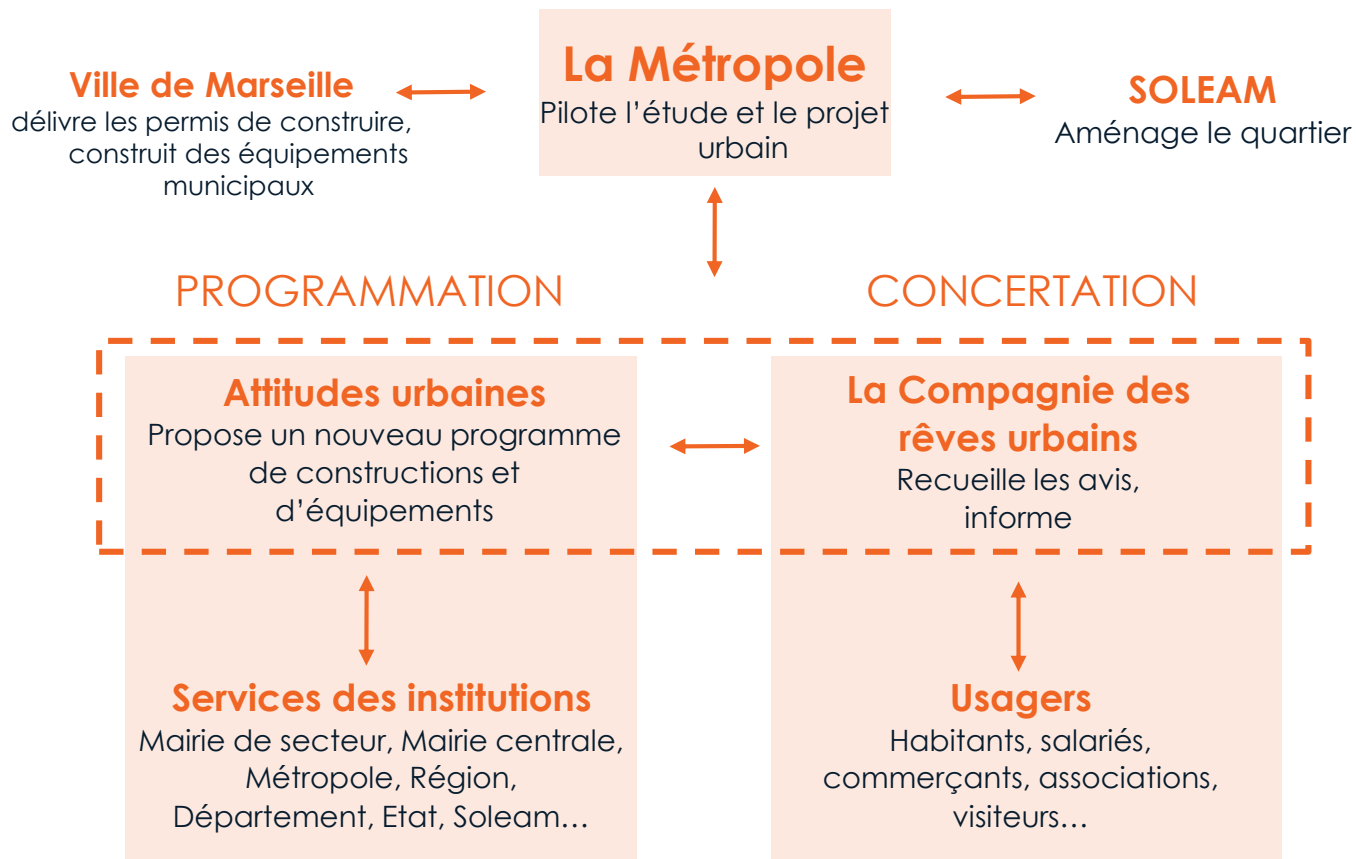 La Métropole
Pilote l’étude et le projet
urbain
Ville de Marseille
délivre les permis de construire,
construit des équipements
municipaux
SOLEAM
Aménage le quartier
PROGRAMMATION
CONCERTATION
Attitudes urbaines
Propose un nouveau programme
de constructions et
d’équipements
La Compagnie des
rêves urbains
Recueille les avis,
informe
Services des institutions
Mairie de secteur, Mairie centrale,
Métropole, Région,
Département, Etat, Soleam…
Usagers
Habitants, salariés,
commerçants, associations,
visiteurs…